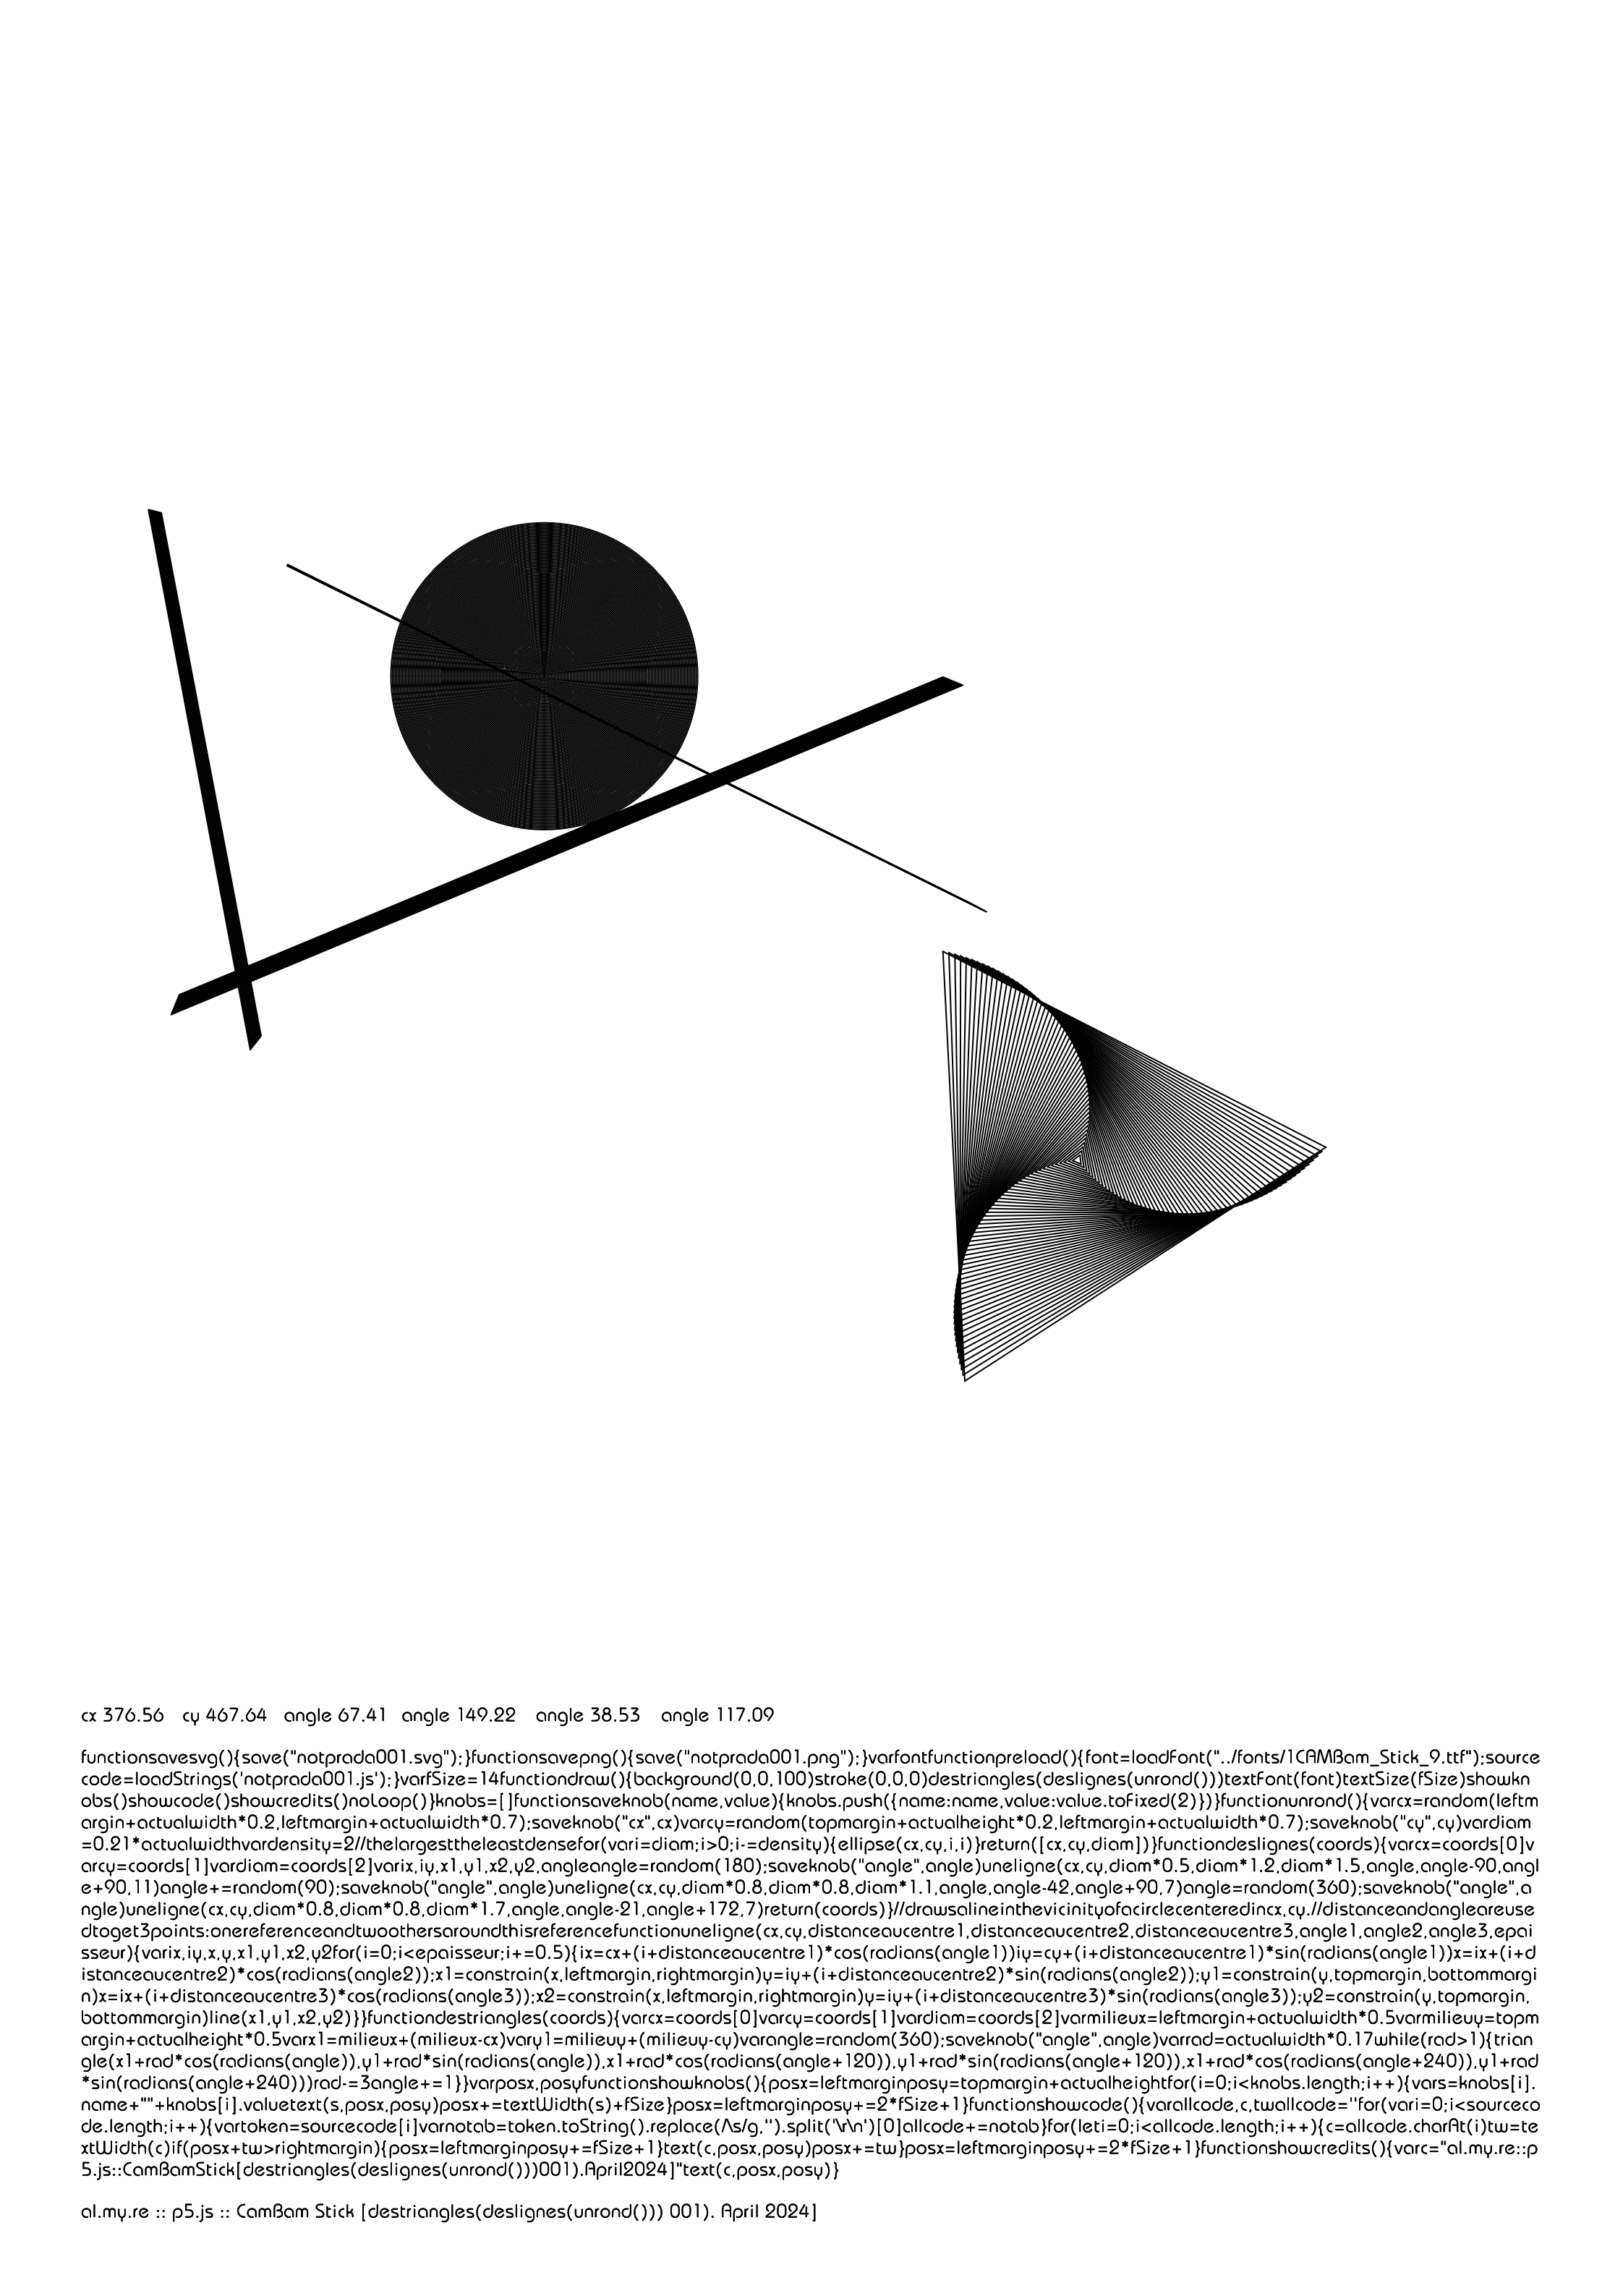 cx 376.56 cy 467.64 angle 67.41 angle 149.22 angle 38.53 angle 117.09
functionsavesvg(){save("notprada001.svg");}functionsavepng(){save("notprada001.png");}varfontfunctionpreload(){font=loadFont("../fonts/1CAMBam_Stick_9.ttf");source
code=loadStrings('notprada001.js');}varfSize=14functiondraw(){background(0,0,100)stroke(0,0,0)destriangles(deslignes(unrond()))textFont(font)textSize(fSize)showkn
obs()showcode()showcredits()noLoop()}knobs=[]functionsaveknob(name,value){knobs.push({name:name,value:value.toFixed(2)})}functionunrond(){varcx=random(leftm
argin+actualwidth*0.2,leftmargin+actualwidth*0.7);saveknob("cx",cx)varcy=random(topmargin+actualheight*0.2,leftmargin+actualwidth*0.7);saveknob("cy",cy)vardiam
=0.21*actualwidthvardensity=2//thelargesttheleastdensefor(vari=diam;i>0;i-=density){ellipse(cx,cy,i,i)}return([cx,cy,diam])}functiondeslignes(coords){varcx=coords[0]v
arcy=coords[1]vardiam=coords[2]varix,iy,x1,y1,x2,y2,angleangle=random(180);saveknob("angle",angle)uneligne(cx,cy,diam*0.5,diam*1.2,diam*1.5,angle,angle-90,angl
e+90,11)angle+=random(90);saveknob("angle",angle)uneligne(cx,cy,diam*0.8,diam*0.8,diam*1.1,angle,angle-42,angle+90,7)angle=random(360);saveknob("angle",a
ngle)uneligne(cx,cy,diam*0.8,diam*0.8,diam*1.7,angle,angle-21,angle+172,7)return(coords)}//drawsalineinthevicinityofacirclecenteredincx,cy.//distanceandangleareuse
dtoget3points:onereferenceandtwoothersaroundthisreferencefunctionuneligne(cx,cy,distanceaucentre1,distanceaucentre2,distanceaucentre3,angle1,angle2,angle3,epai
sseur){varix,iy,x,y,x1,y1,x2,y2for(i=0;i<epaisseur;i+=0.5){ix=cx+(i+distanceaucentre1)*cos(radians(angle1))iy=cy+(i+distanceaucentre1)*sin(radians(angle1))x=ix+(i+d
istanceaucentre2)*cos(radians(angle2));x1=constrain(x,leftmargin,rightmargin)y=iy+(i+distanceaucentre2)*sin(radians(angle2));y1=constrain(y,topmargin,bottommargi
n)x=ix+(i+distanceaucentre3)*cos(radians(angle3));x2=constrain(x,leftmargin,rightmargin)y=iy+(i+distanceaucentre3)*sin(radians(angle3));y2=constrain(y,topmargin,
bottommargin)line(x1,y1,x2,y2)}}functiondestriangles(coords){varcx=coords[0]varcy=coords[1]vardiam=coords[2]varmilieux=leftmargin+actualwidth*0.5varmilieuy=topm
argin+actualheight*0.5varx1=milieux+(milieux-cx)vary1=milieuy+(milieuy-cy)varangle=random(360);saveknob("angle",angle)varrad=actualwidth*0.17while(rad>1){trian
gle(x1+rad*cos(radians(angle)),y1+rad*sin(radians(angle)),x1+rad*cos(radians(angle+120)),y1+rad*sin(radians(angle+120)),x1+rad*cos(radians(angle+240)),y1+rad
*sin(radians(angle+240)))rad-=3angle+=1}}varposx,posyfunctionshowknobs(){posx=leftmarginposy=topmargin+actualheightfor(i=0;i<knobs.length;i++){vars=knobs[i].
name+""+knobs[i].valuetext(s,posx,posy)posx+=textWidth(s)+fSize}posx=leftmarginposy+=2*fSize+1}functionshowcode(){varallcode,c,twallcode=''for(vari=0;i<sourceco
de.length;i++){vartoken=sourcecode[i]varnotab=token.toString().replace(/\s/g,'').split('\r\n')[0]allcode+=notab}for(leti=0;i<allcode.length;i++){c=allcode.charAt(i)tw=te
xtWidth(c)if(posx+tw>rightmargin){posx=leftmarginposy+=fSize+1}text(c,posx,posy)posx+=tw}posx=leftmarginposy+=2*fSize+1}functionshowcredits(){varc="al.my.re::p
5.js::CamBamStick[destriangles(deslignes(unrond()))001).April2024]"text(c,posx,posy)}
al.my.re :: p5.js :: CamBam Stick [destriangles(deslignes(unrond())) 001). April 2024]